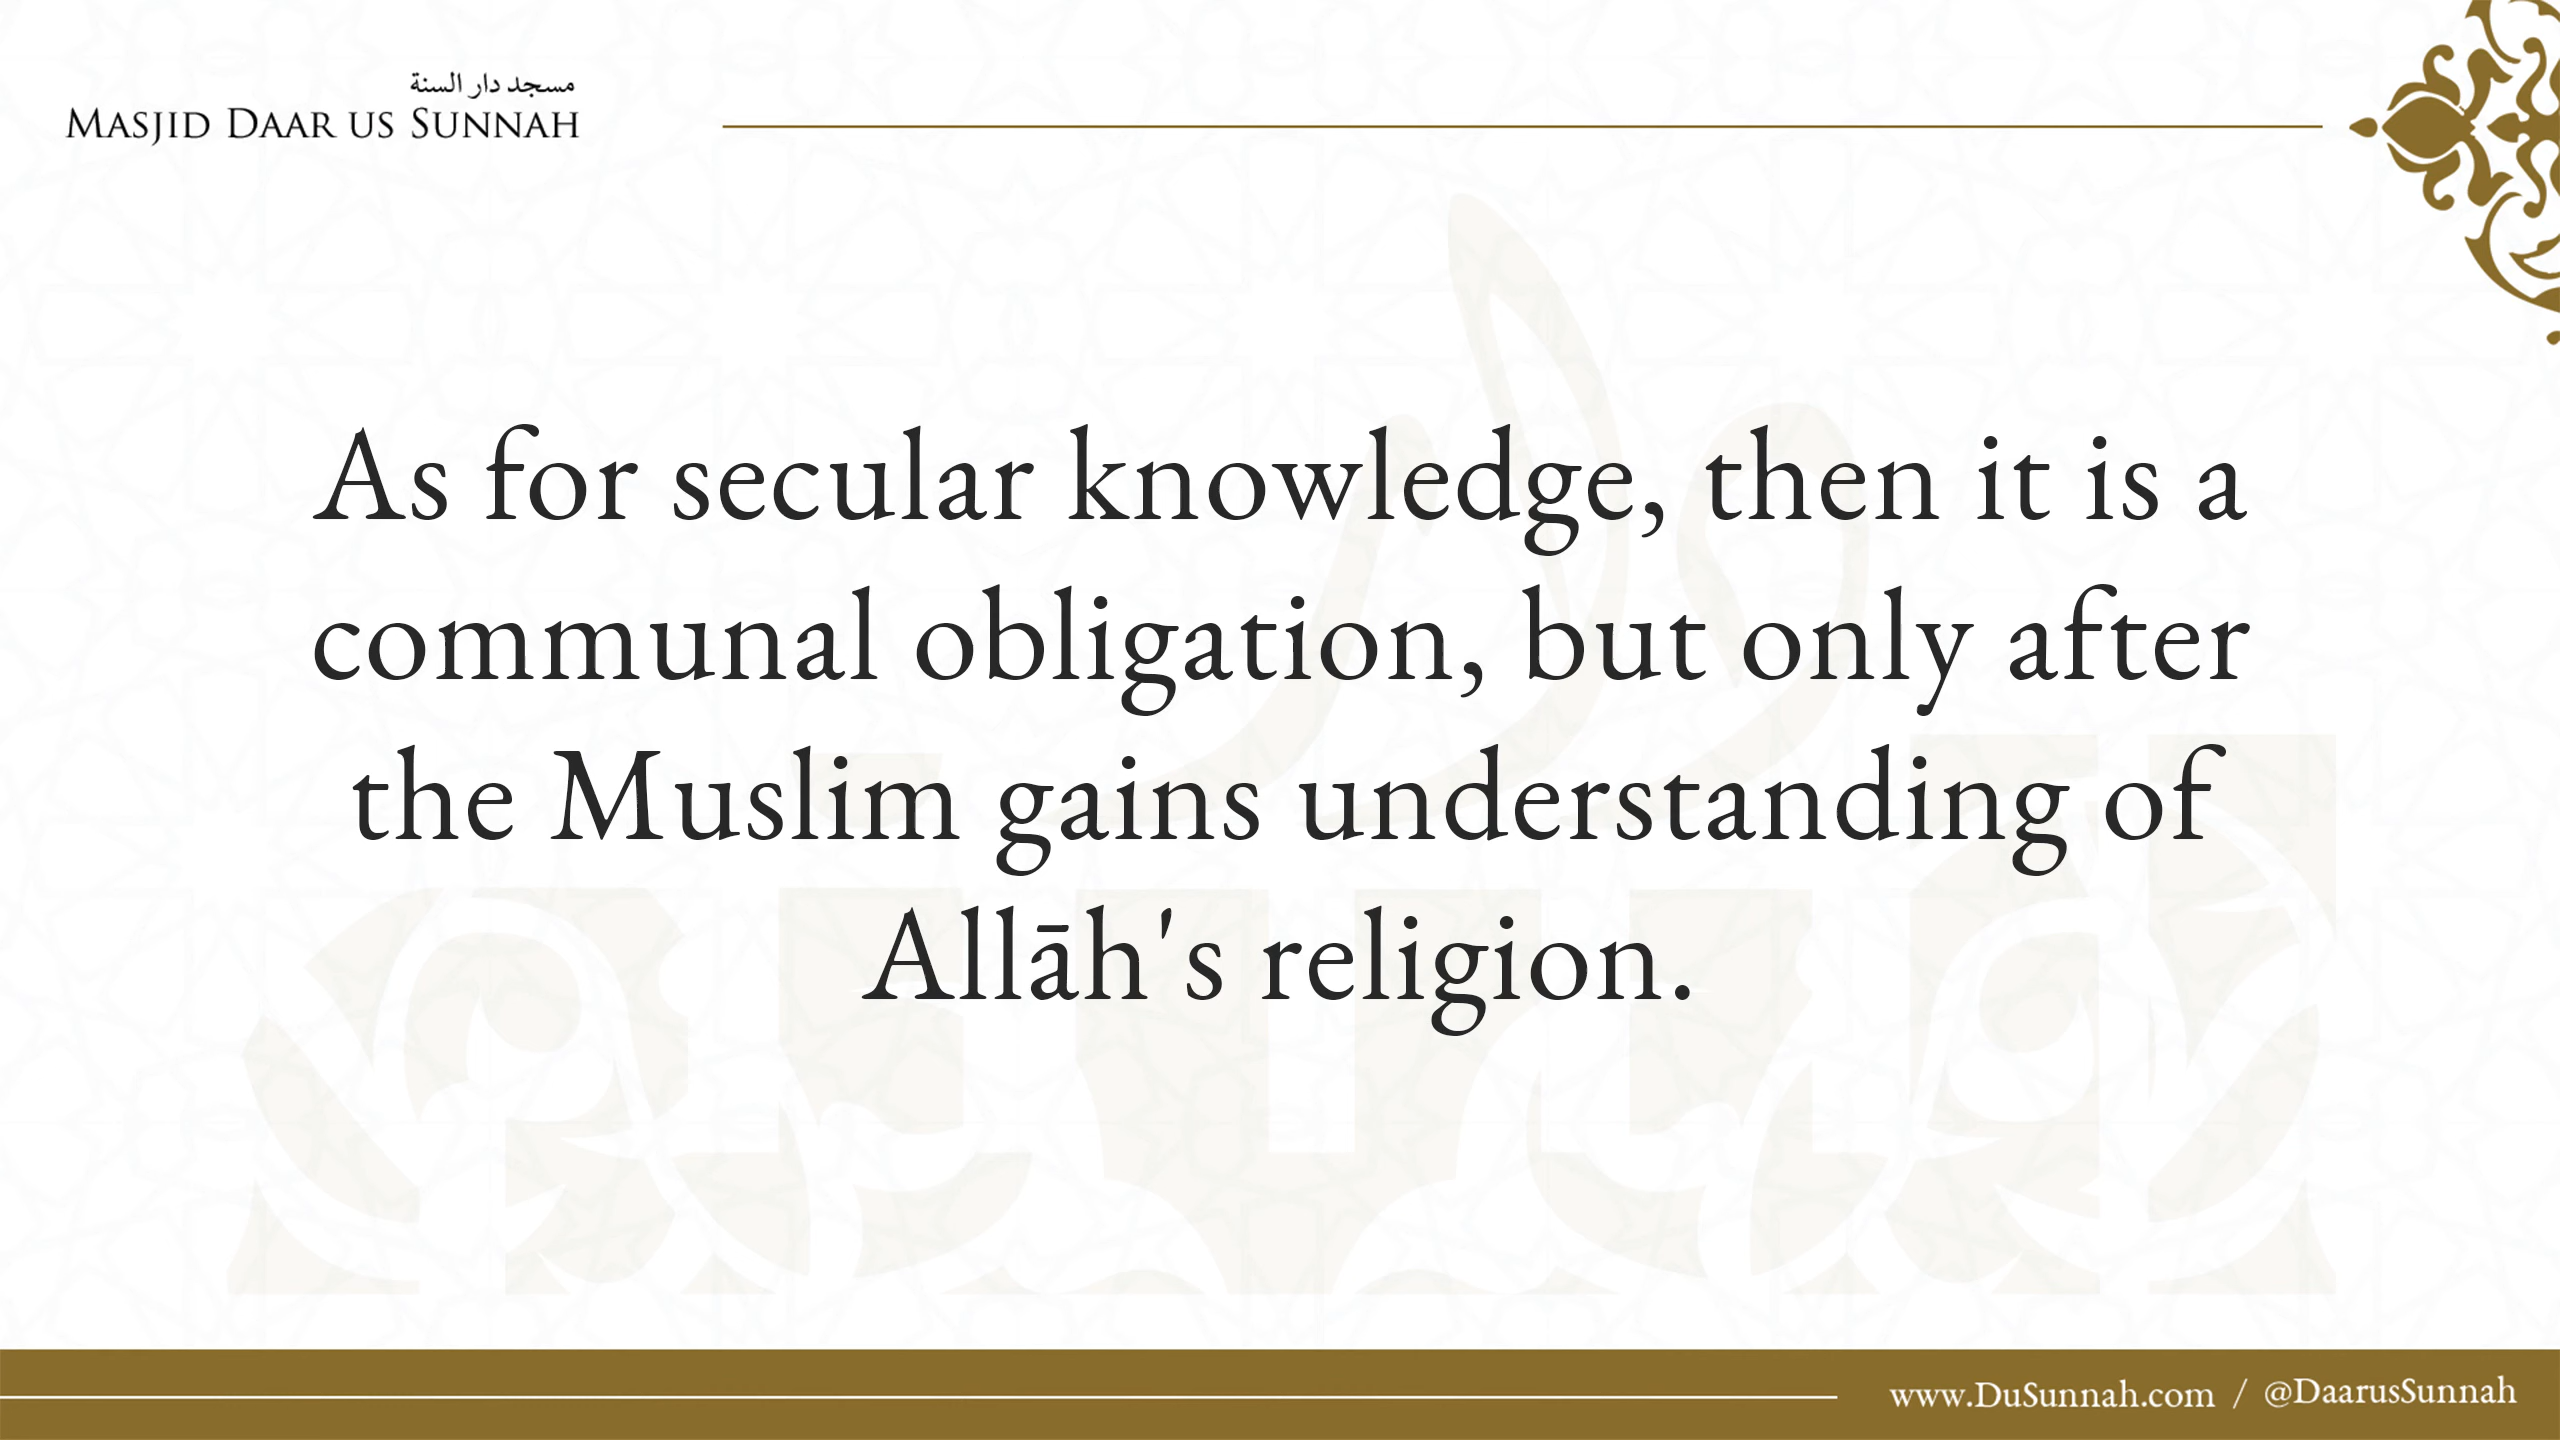 مسجد دار السنة
MASJID DAAR US SUNNAH
As for secular knowledge, then it is a
communal obligation, but only after
the Muslim gains understanding of
Allāh's religion.
www.DuSunnah.com / @DaarusSunnah